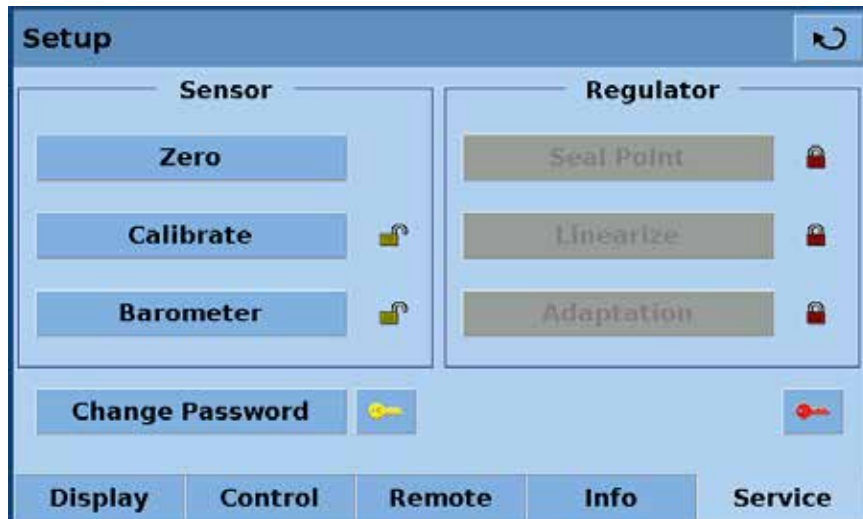 Setup
Sensor
Zero
Calibrate
Barometer
Regulator
Seal Point
Linearize
Adaptation
Change Password
Display
Control
Remote
Info
Service